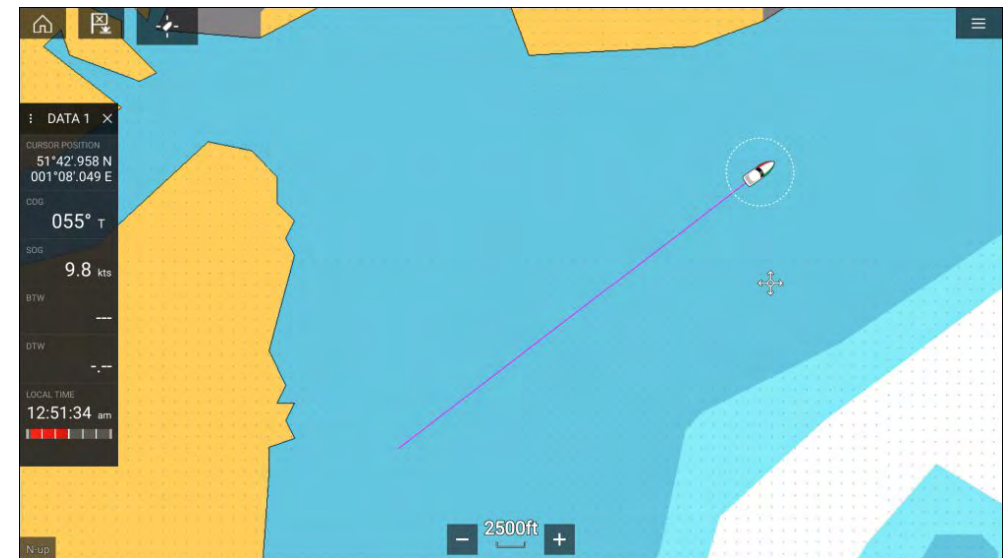 DATA 1
CURSOR POSITION
51°42'.958 N
001°08'.049 E
COG
055° T
SOG
9.8 kts
BTW
---
DTW
-.--
LOCAL TIME
12:51:34 am
N-up
2500ft